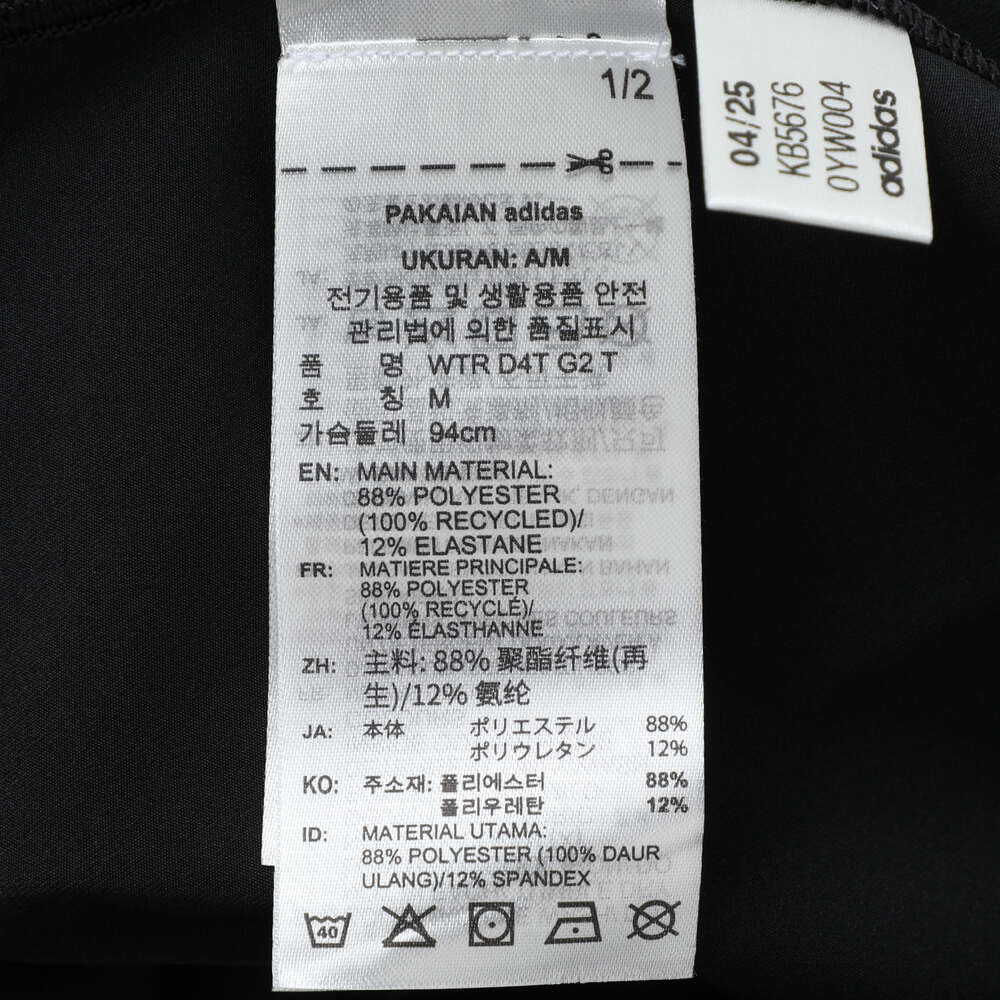 1/2
PAKAIAN adidas
UKURAN: A/M
전기용품 및 생활용품 안전
관리법에 의한 품질표시
품 명 WTR D4T G2 T
호 칭 M
가슴둘레 94cm
EN: MAIN MATERIAL:
88% POLYESTER
(100% RECYCLED)/
12% ELASTANE
FR: MATIERE PRINCIPALE:
88% POLYESTER
(100% RECYCLÉ)/
12% ÉLASTHANNE
ZH: 主料: 88% 聚酯纤维(再
生)/12% 氨纶
JA: 本体 ポリエステル 88%
ポリウレタン 12%
KO: 주소재: 폴리에스터 88%
폴리우레탄 12%
ID: MATERIAL UTAMA:
88% POLYESTER (100% DAUR
ULANG)/12% SPANDEX
40
04/25
KB5676
0YW004
adidas